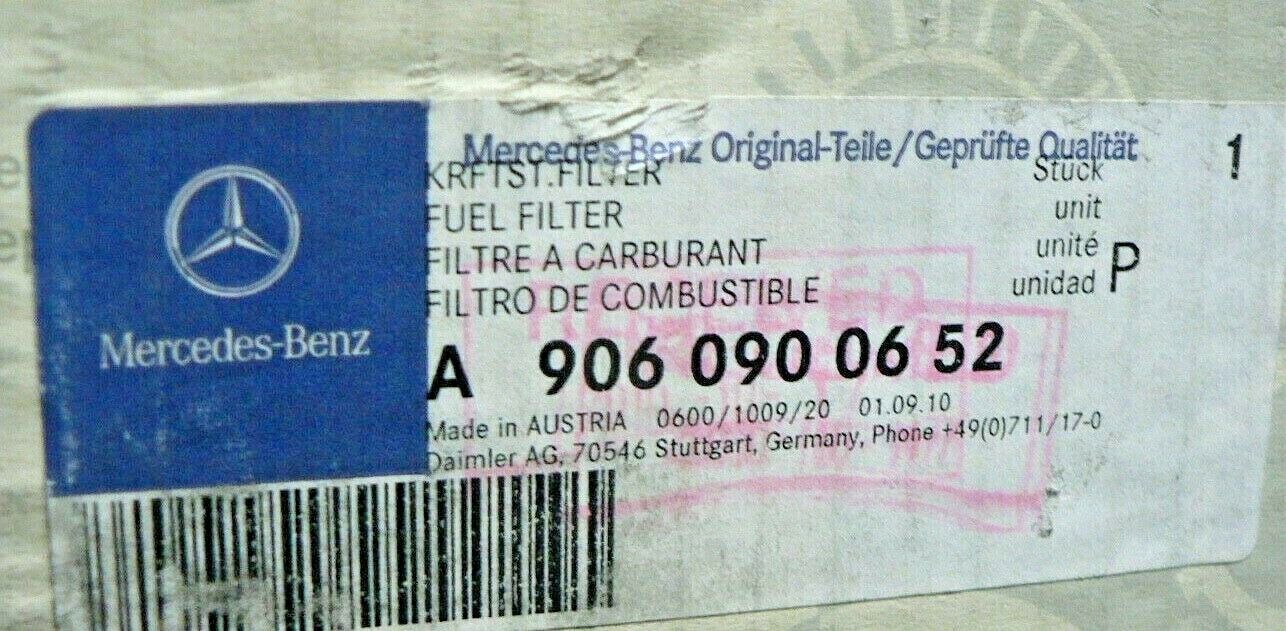 Mercedes-Benz
Mercedes-Benz Original-Teile/Geprüfte Qualität 1
KRFTST.FILTER Stück
FUEL FILTER unit
FILTRE A CARBURANT unité
FILTRO DE COMBUSTIBLE unidad P
A 906 090 06 52
Made in AUSTRIA 0600/1009/20 01.09.10
Daimler AG, 70546 Stuttgart, Germany, Phone +49(0)711/17-0